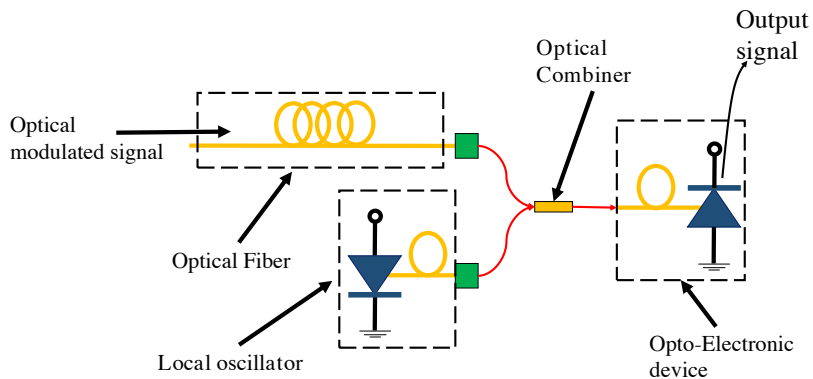 Output
signal
Optical
Combiner
Optical
modulated signal
Optical Fiber
Local oscillator
Opto-Electronic
device